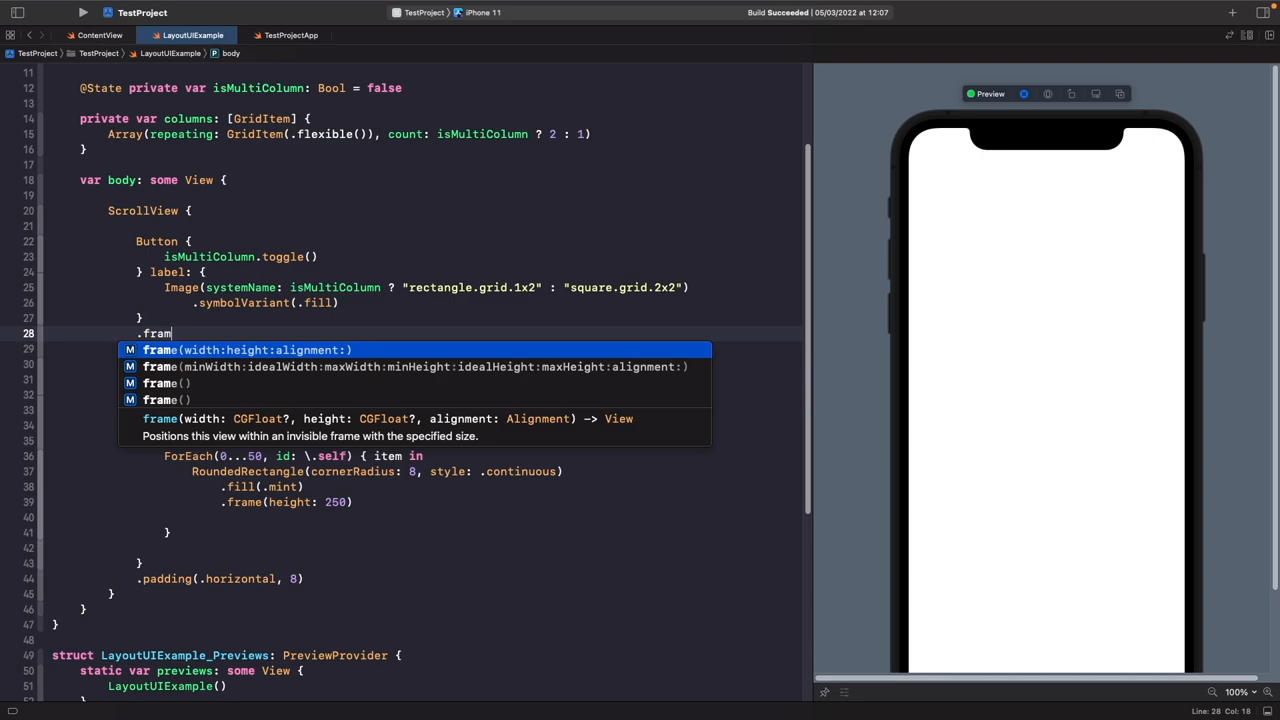 TestProject
TestProject
iPhone 11
Build Succeeded | 05/03/2022 at 12:07
ContentView
LayoutUIExample
TestProjectApp
TestProject
TestProject
LayoutUIExample
P
body
11
12 @State private var isMultiColumn: Bool = false
13
14 private var columns: [GridItem] {
15 Array(repeating: GridItem(.flexible()), count: isMultiColumn ? 2 : 1)
16 }
17
18 var body: some View {
19
20 ScrollView {
21
22 Button {
23 isMultiColumn.toggle()
24 } label: {
25 Image(systemName: isMultiColumn ? "rectangle.grid.1x2" : "square.grid.2x2")
26 .symbolVariant(.fill)
27 }
28 .fram
29
M frame(width:height:alignment:)
30
M frame(minWidth:idealWidth:maxWidth:minHeight:idealHeight:maxHeight:alignment:)
31
M frame()
32
M frame()
33
frame(width: CGFloat?, height: CGFloat?, alignment: Alignment) -> View
34
Positions this view within an invisible frame with the specified size.
35
36 ForEach(0...50, id: \.self) { item in
37 RoundedRectangle(cornerRadius: 8, style: .continuous)
38 .fill(.mint)
39 .frame(height: 250)
40
41 }
42
43 }
44 .padding(.horizontal, 8)
45 }
46 }
47 }
48
49 struct LayoutUIExample_Previews: PreviewProvider {
50 static var previews: some View {
51 LayoutUIExample()
Preview
100%
Line: 28 Col: 18